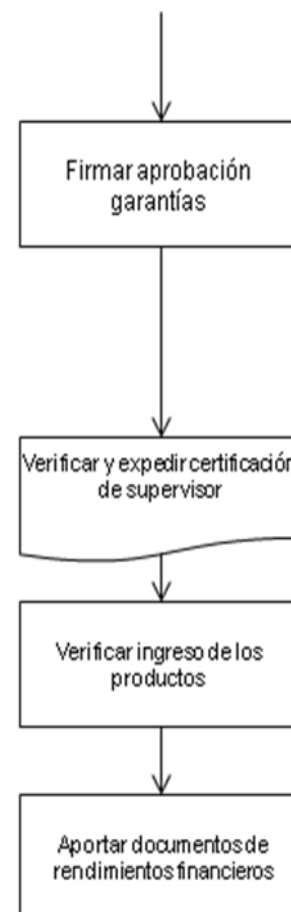 Firmar aprobación
garantías
Verificar y expedir certificación
de supervisor
Verificar ingreso de los
productos
Aportar documentos de
rendimientos financieros